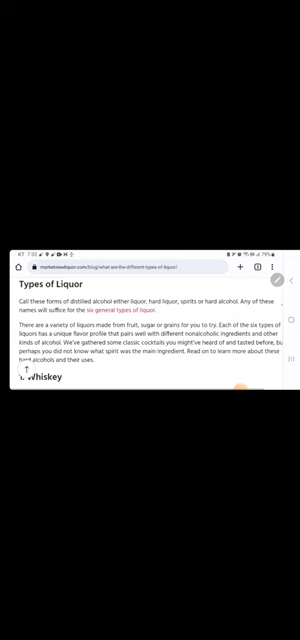 KT 7:32
79%
marketviewliquor.com/blog/what-are-the-different-types-of-liquor/
Types of Liquor
Call these forms of distilled alcohol either liquor, hard liquor, spirits or hard alcohol. Any of these
names will suffice for the six general types of liquor.
There are a variety of liquors made from fruit, sugar or grains for you to try. Each of the six types of
liquors has a unique flavor profile that pairs well with different nonalcoholic ingredients and other
kinds of alcohol. We've gathered some classic cocktails you might've heard of and tasted before, bu
perhaps you did not know what spirit was the main ingredient. Read on to learn more about these
hard alcohols and their uses.
1. Whiskey